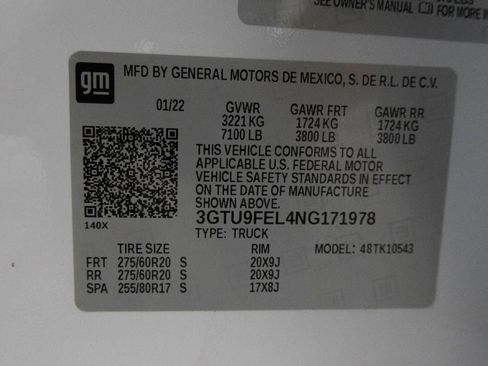 SEE OWNER'S MANUAL
FOR MORE
gm
MFD BY GENERAL MOTORS DE MEXICO, S. DE R.L. DE C.V.
01/22 GVWR GAWR FRT GAWR RR
3221 KG 1724 KG 1724 KG
7100 LB 3800 LB 3800 LB
THIS VEHICLE CONFORMS TO ALL
APPLICABLE U.S. FEDERAL MOTOR
VEHICLE SAFETY STANDARDS IN EFFECT
ON THE DATE OF MANUFACTURE
SHOWN ABOVE.
140X 3GTU9FEL4NG171978
TYPE: TRUCK MODEL: 48TK10543
TIRE SIZE RIM
FRT 275/60R20 S 20X9J
RR 275/60R20 S 20X9J
SPA 255/80R17 S 17X8J